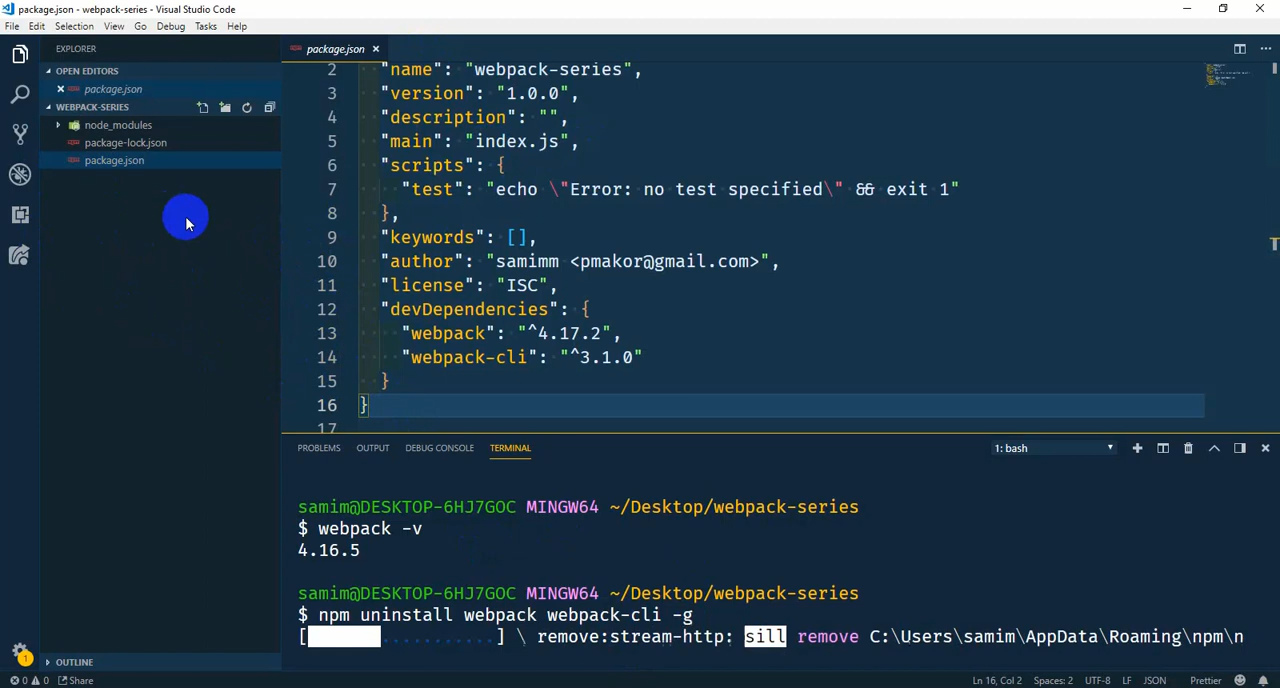 package.json - webpack-series - Visual Studio Code
File Edit Selection View Go Debug Tasks Help
EXPLORER
OPEN EDITORS
package.json
WEBPACK-SERIES
node_modules
package-lock.json
package.json
package.json
2 "name": "webpack-series",
3 "version": "1.0.0",
4 "description": "",
5 "main": "index.js",
6 "scripts": {
7 "test": "echo \"Error: no test specified\" && exit 1"
8 },
9 "keywords": [],
10 "author": "samimm <pmakor@gmail.com>",
11 "license": "ISC",
12 "devDependencies": {
13 "webpack": "^4.17.2",
14 "webpack-cli": "^3.1.0"
15 }
16 }
17
PROBLEMS OUTPUT DEBUG CONSOLE TERMINAL 1: bash
samim@DESKTOP-6HJ7GOC MINGW64 ~/Desktop/webpack-series
$ webpack -v
4.16.5
samim@DESKTOP-6HJ7GOC MINGW64 ~/Desktop/webpack-series
$ npm uninstall webpack webpack-cli -g
[ ...........] \ remove:stream-http: sill remove C:\Users\samim\AppData\Roaming\npm\n
OUTLINE
1
0 0 Share Ln 16, Col 2 Spaces: 2 UTF-8 LF JSON Prettier